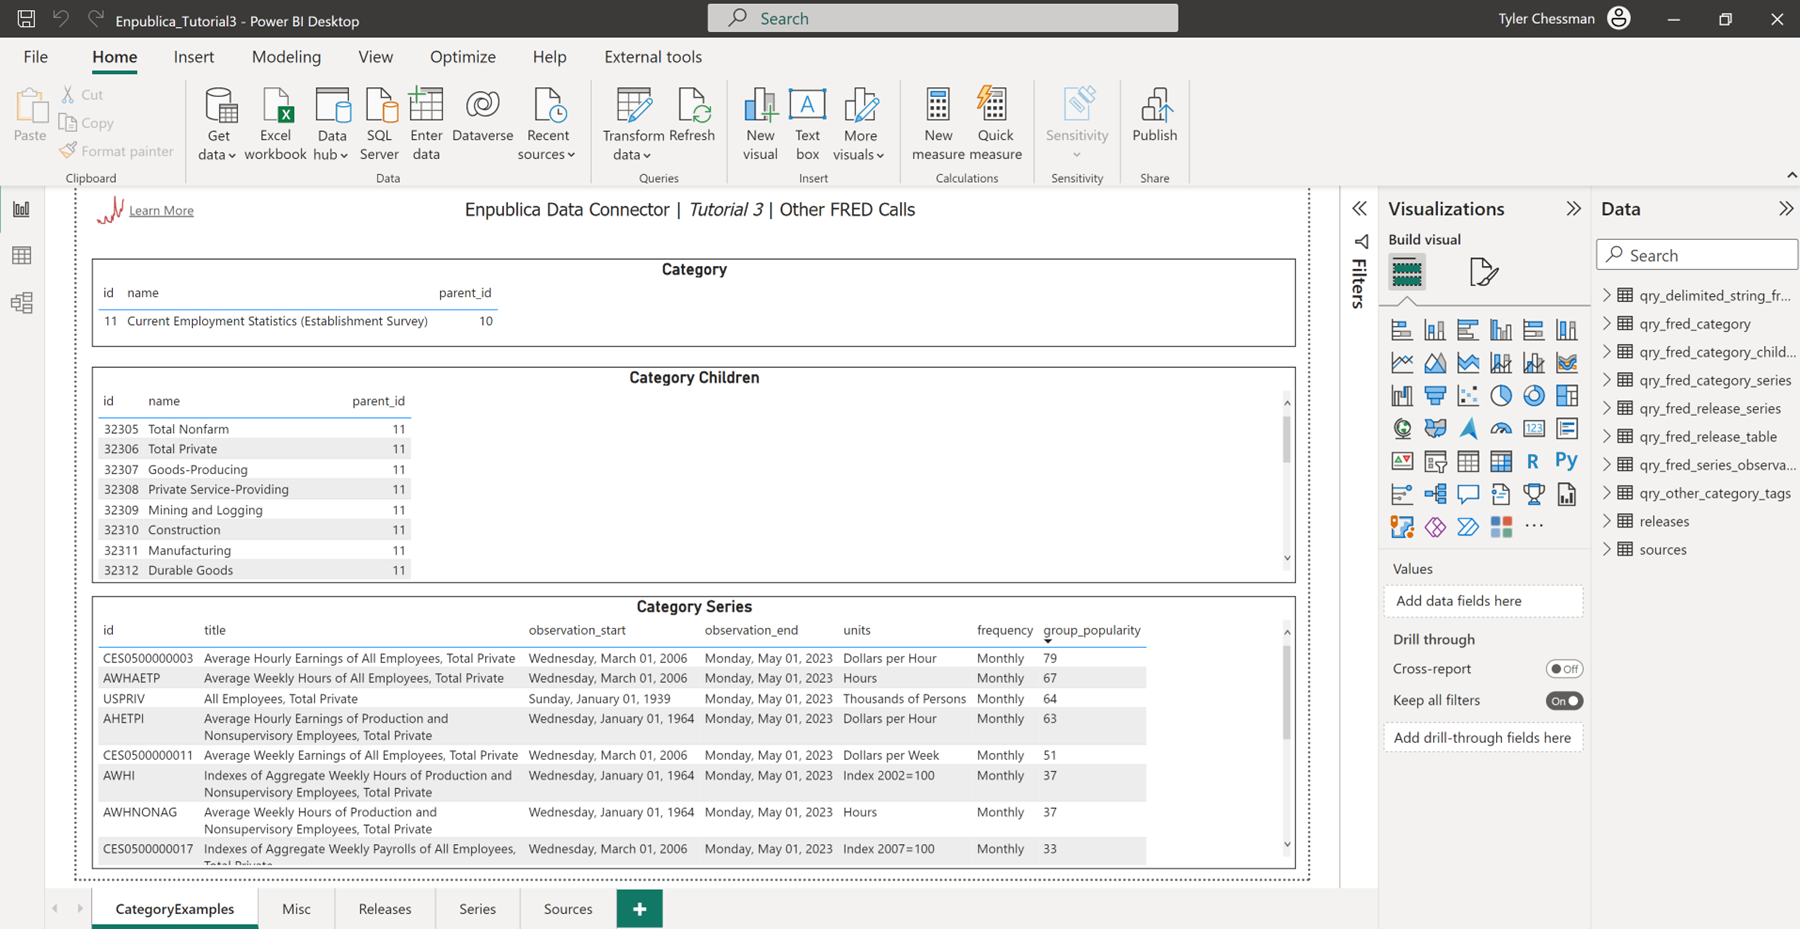 Enpublica_Tutorial3 - Power BI Desktop
Search
Tyler Chessman
File Home Insert Modeling View Optimize Help External tools
Paste
Cut
Copy
Format painter
Clipboard
Get data
Excel workbook
Data hub
SQL Server
Enter data
Dataverse
Recent sources
Data
Transform data
Refresh
Queries
New visual
A
Text box
More visuals
Insert
New measure
Quick measure
Calculations
Sensitivity
Sensitivity
Publish
Share
Learn More
Enpublica Data Connector | Tutorial 3 | Other FRED Calls
Category
id name parent_id
11 Current Employment Statistics (Establishment Survey) 10
Category Children
id name parent_id
32305 Total Nonfarm 11
32306 Total Private 11
32307 Goods-Producing 11
32308 Private Service-Providing 11
32309 Mining and Logging 11
32310 Construction 11
32311 Manufacturing 11
32312 Durable Goods 11
Category Series
id title observation_start observation_end units frequency group_popularity
CES0500000003 Average Hourly Earnings of All Employees, Total Private Wednesday, March 01, 2006 Monday, May 01, 2023 Dollars per Hour Monthly 79
AWHAETP Average Weekly Hours of All Employees, Total Private Wednesday, March 01, 2006 Monday, May 01, 2023 Hours Monthly 67
USPRIV All Employees, Total Private Sunday, January 01, 1939 Monday, May 01, 2023 Thousands of Persons Monthly 64
AHETPI Average Hourly Earnings of Production and Wednesday, January 01, 1964 Monday, May 01, 2023 Dollars per Hour Monthly 63
Nonsupervisory Employees, Total Private
CES0500000011 Average Weekly Earnings of All Employees, Total Private Wednesday, March 01, 2006 Monday, May 01, 2023 Dollars per Week Monthly 51
AWHI Indexes of Aggregate Weekly Hours of Production and Wednesday, January 01, 1964 Monday, May 01, 2023 Index 2002=100 Monthly 37
Nonsupervisory Employees, Total Private
AWHNONAG Average Weekly Hours of Production and Wednesday, January 01, 1964 Monday, May 01, 2023 Hours Monthly 37
Nonsupervisory Employees, Total Private
CES0500000017 Indexes of Aggregate Weekly Payrolls of All Employees, Wednesday, March 01, 2006 Monday, May 01, 2023 Index 2007=100 Monthly 33
Total Private
Filters
Visualizations
Build visual
123
R
Py
...
Values
Add data fields here
Drill through
Cross-report Off
Keep all filters On
Add drill-through fields here
Data
Search
qry_delimited_string_fr...
qry_fred_category
qry_fred_category_child...
qry_fred_category_series
qry_fred_release_series
qry_fred_release_table
qry_fred_series_observa...
qry_other_category_tags
releases
sources
CategoryExamples Misc Releases Series Sources +